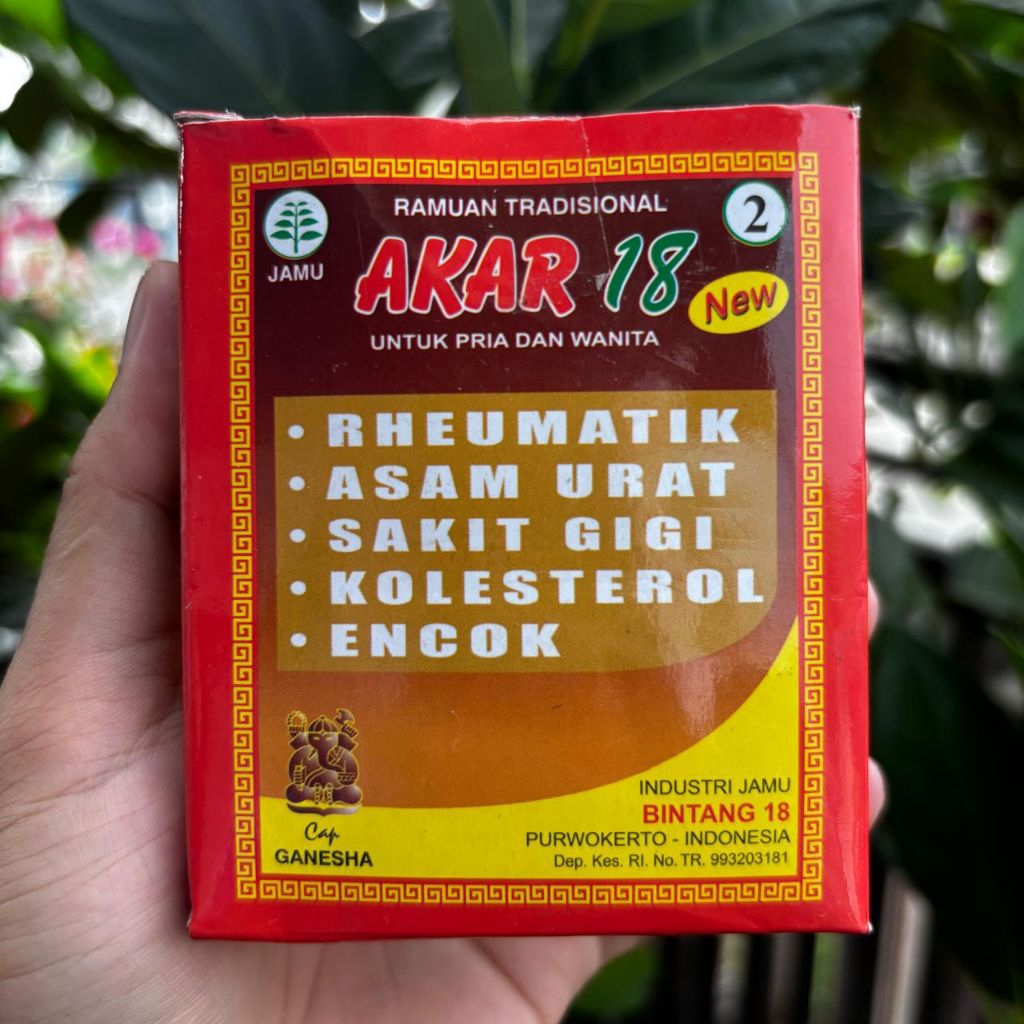 RAMUAN TRADISIONAL
2
JAMU
AKAR 18
New
UNTUK PRIA DAN WANITA
• RHEUMATIK
• ASAM URAT
• SAKIT GIGI
• KOLESTEROL
• ENCOK
Cap
GANESHA
INDUSTRI JAMU
BINTANG 18
PURWOKERTO - INDONESIA
Dep. Kes. RI. No. TR. 993203181